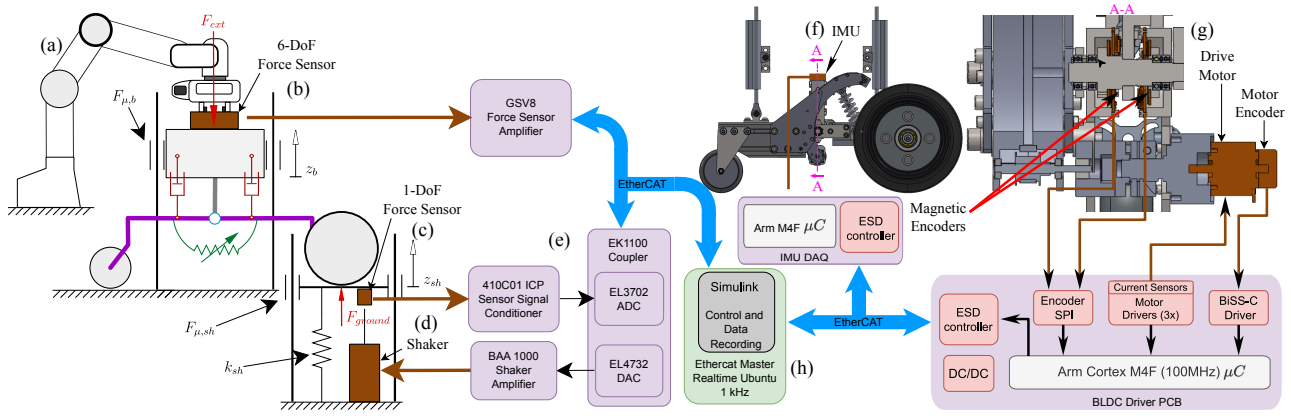 (a)
F_ext
6-DoF
Force Sensor
(b)
F_μ,b
z_b
1-DoF
Force Sensor
(c)
z_sh
F_ground
F_μ,sh
k_sh
(d)
Shaker
GSV8
Force Sensor
Amplifier
EtherCAT
(e)
EK1100
Coupler
EL3702
ADC
EL4732
DAC
410C01 ICP
Sensor Signal
Conditioner
BAA 1000
Shaker
Amplifier
(f)
IMU
A
A
Arm M4F μC
ESD
controller
IMU DAQ
Simulink
Control and
Data
Recording
Ethercat Master
Realtime Ubuntu
1 kHz
(h)
EtherCAT
A-A
(g)
Drive
Motor
Motor
Encoder
Magnetic
Encoders
ESD
controller
DC/DC
Encoder
SPI
Current Sensors
Motor
Drivers (3x)
BiSS-C
Driver
Arm Cortex M4F (100MHz) μC
BLDC Driver PCB